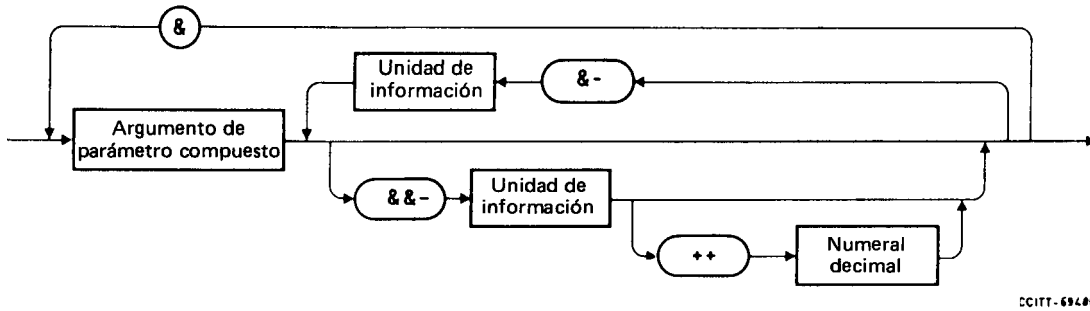 &
Unidad de
información
& -
Argumento de
parámetro compuesto
& & -
Unidad de
información
+ +
Numeral
decimal